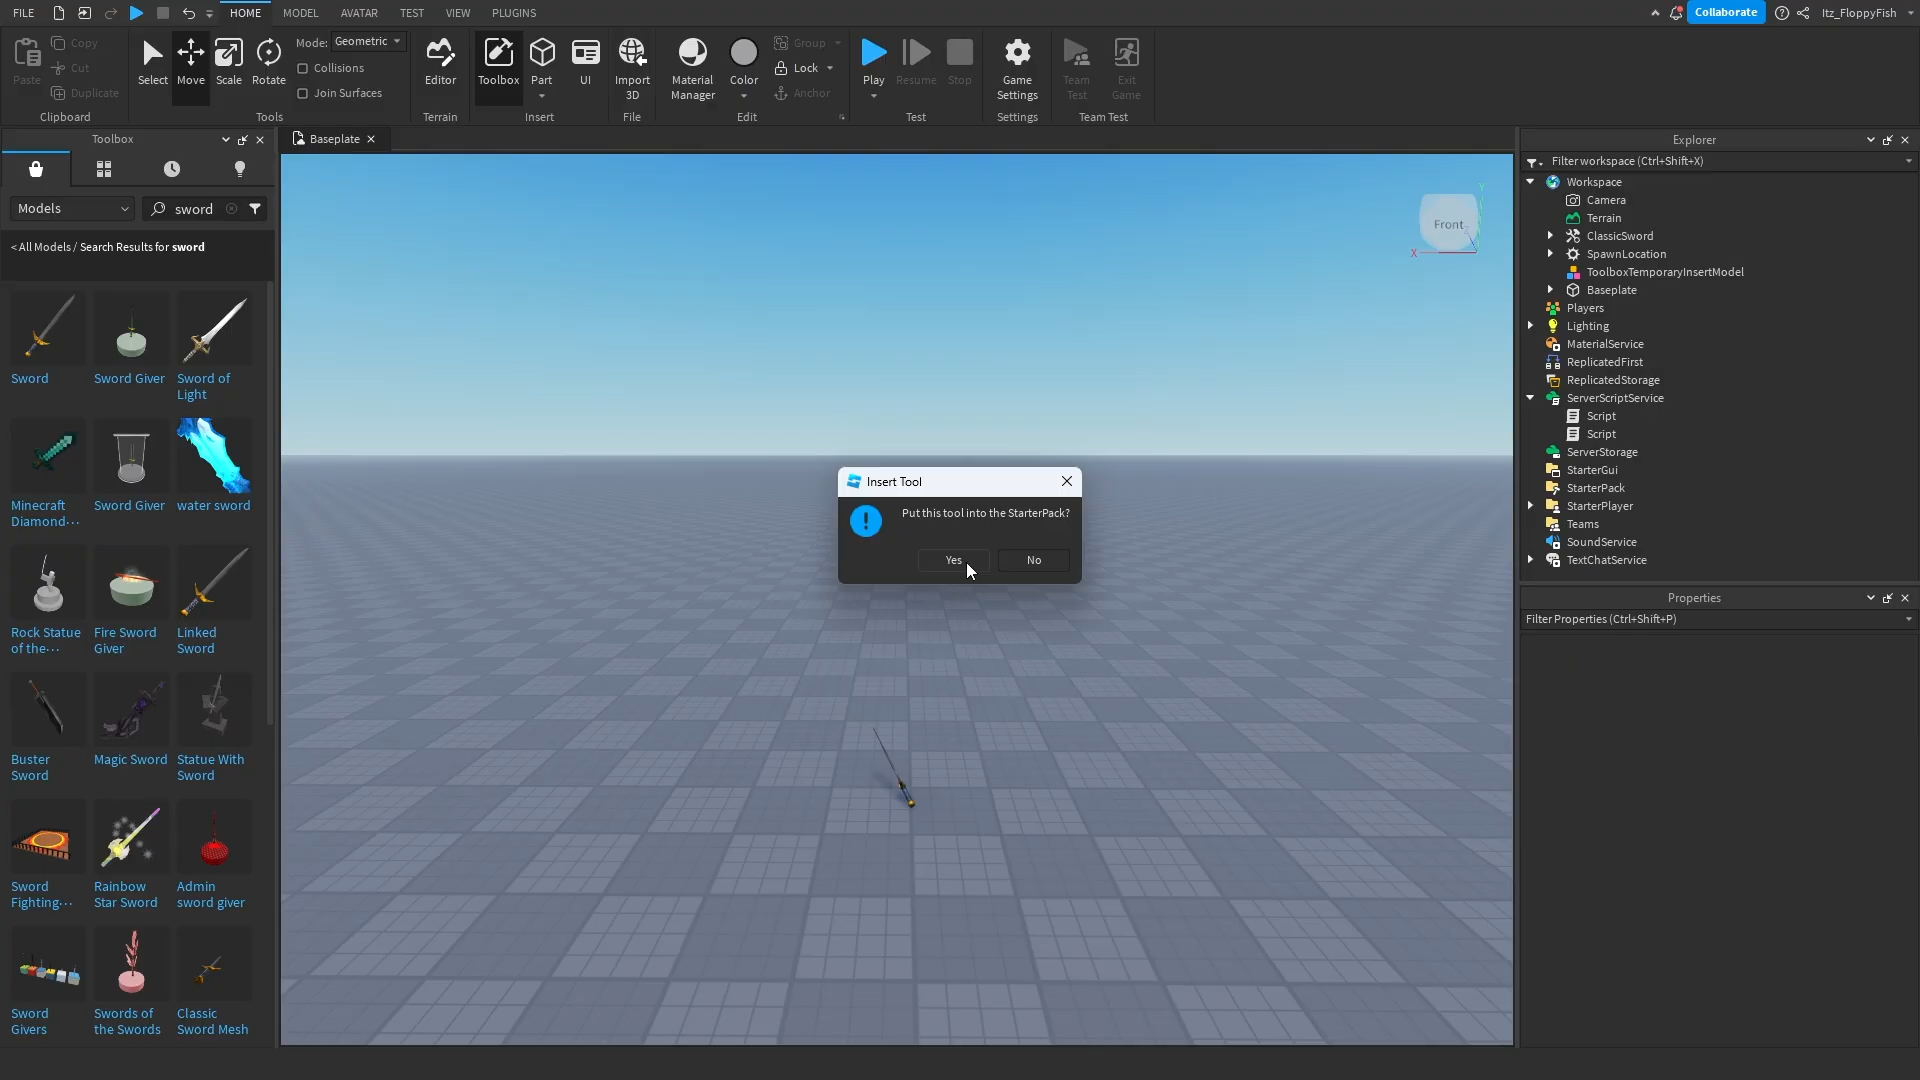 FILE
HOME
MODEL
AVATAR
TEST
VIEW
PLUGINS
Collaborate
Itz_FloppyFish
Paste
Copy
Cut
Duplicate
Clipboard
Select
Move
Scale
Rotate
Mode: Geometric
Collisions
Join Surfaces
Tools
Editor
Terrain
Toolbox
Part
UI
Insert
Import
3D
File
Material
Manager
Color
Group
Lock
Anchor
Edit
Play
Resume
Stop
Test
Game
Settings
Settings
Team
Test
Exit
Game
Team Test
Toolbox
Models
sword
< All Models / Search Results for sword
Sword
Sword Giver
Sword of
Light
Minecraft
Diamond···
Sword Giver
water sword
Rock Statue
of the···
Fire Sword
Giver
Linked
Sword
Buster
Sword
Magic Sword
Statue With
Sword
Sword
Fighting···
Rainbow
Star Sword
Admin
sword giver
Sword
Givers
Swords of
the Swords
Classic
Sword Mesh
Baseplate
Front
Y
X
Insert Tool
Put this tool into the StarterPack?
Yes
No
Explorer
Filter workspace (Ctrl+Shift+X)
Workspace
Camera
Terrain
ClassicSword
SpawnLocation
ToolboxTemporaryInsertModel
Baseplate
Players
Lighting
MaterialService
ReplicatedFirst
ReplicatedStorage
ServerScriptService
Script
Script
ServerStorage
StarterGui
StarterPack
StarterPlayer
Teams
SoundService
TextChatService
Properties
Filter Properties (Ctrl+Shift+P)